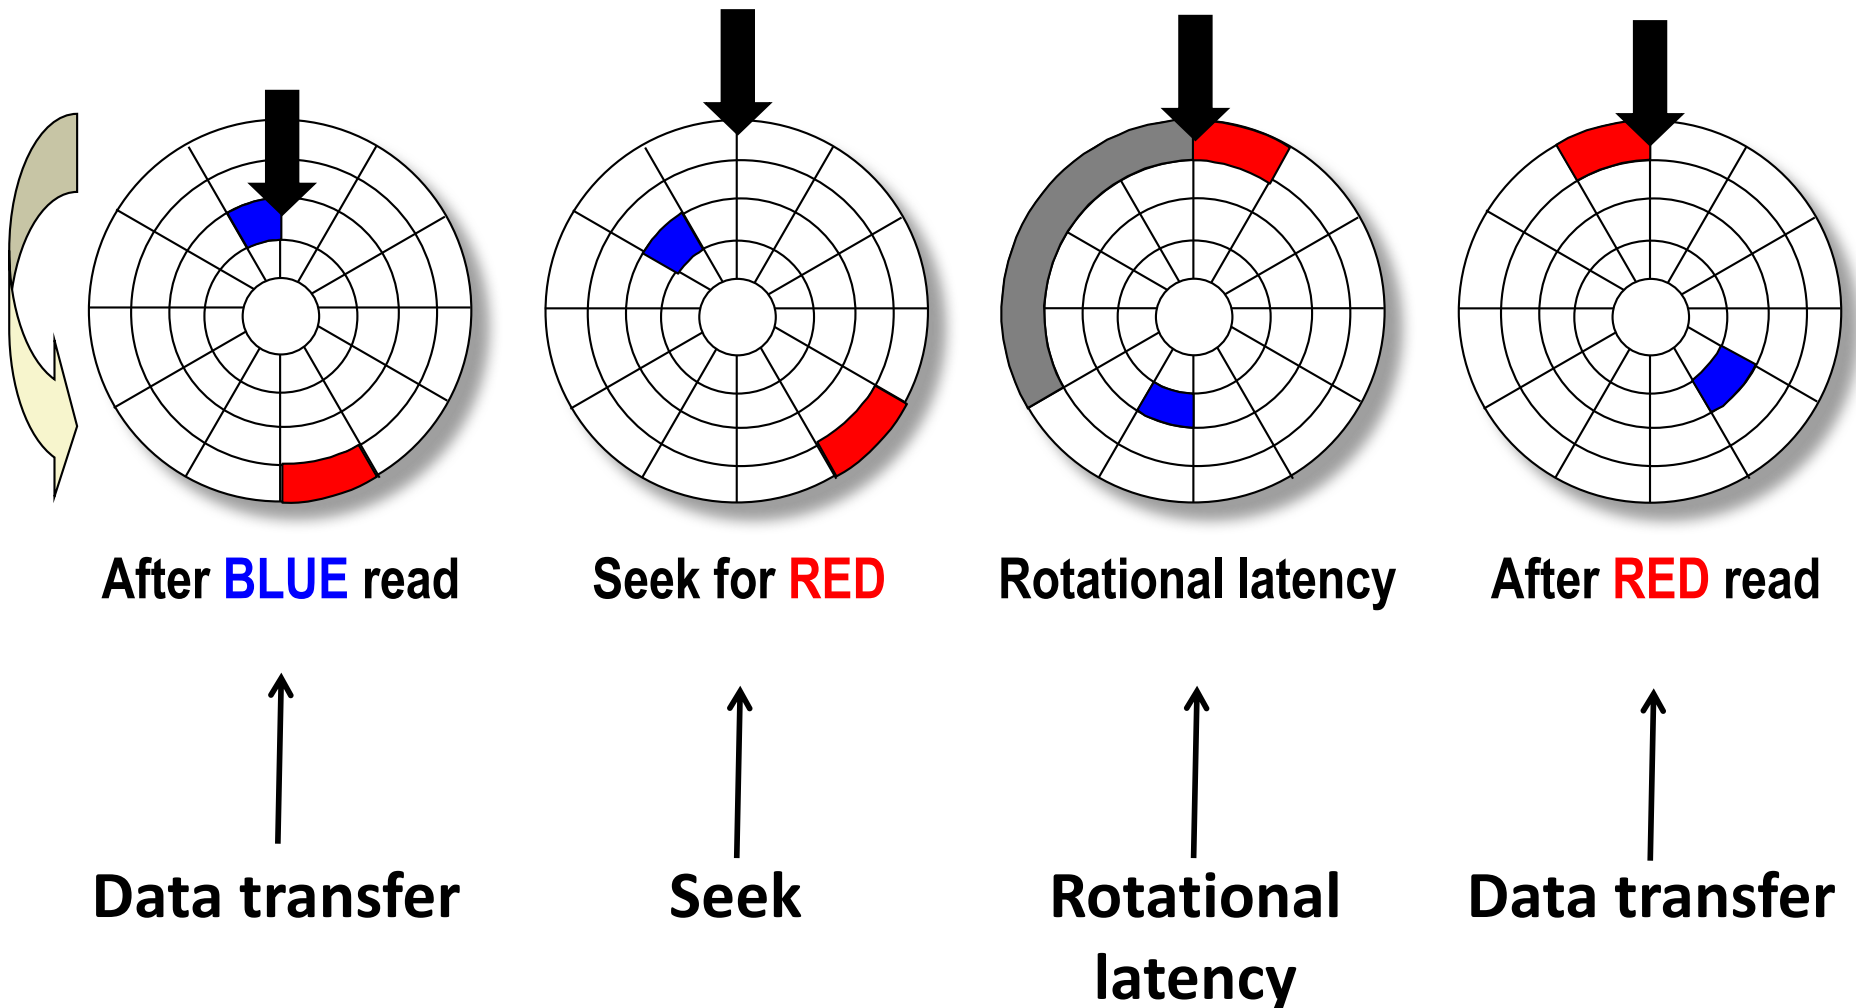 After BLUE read
Seek for RED
Rotational latency
After RED read
Data transfer
Seek
Rotational
latency
Data transfer